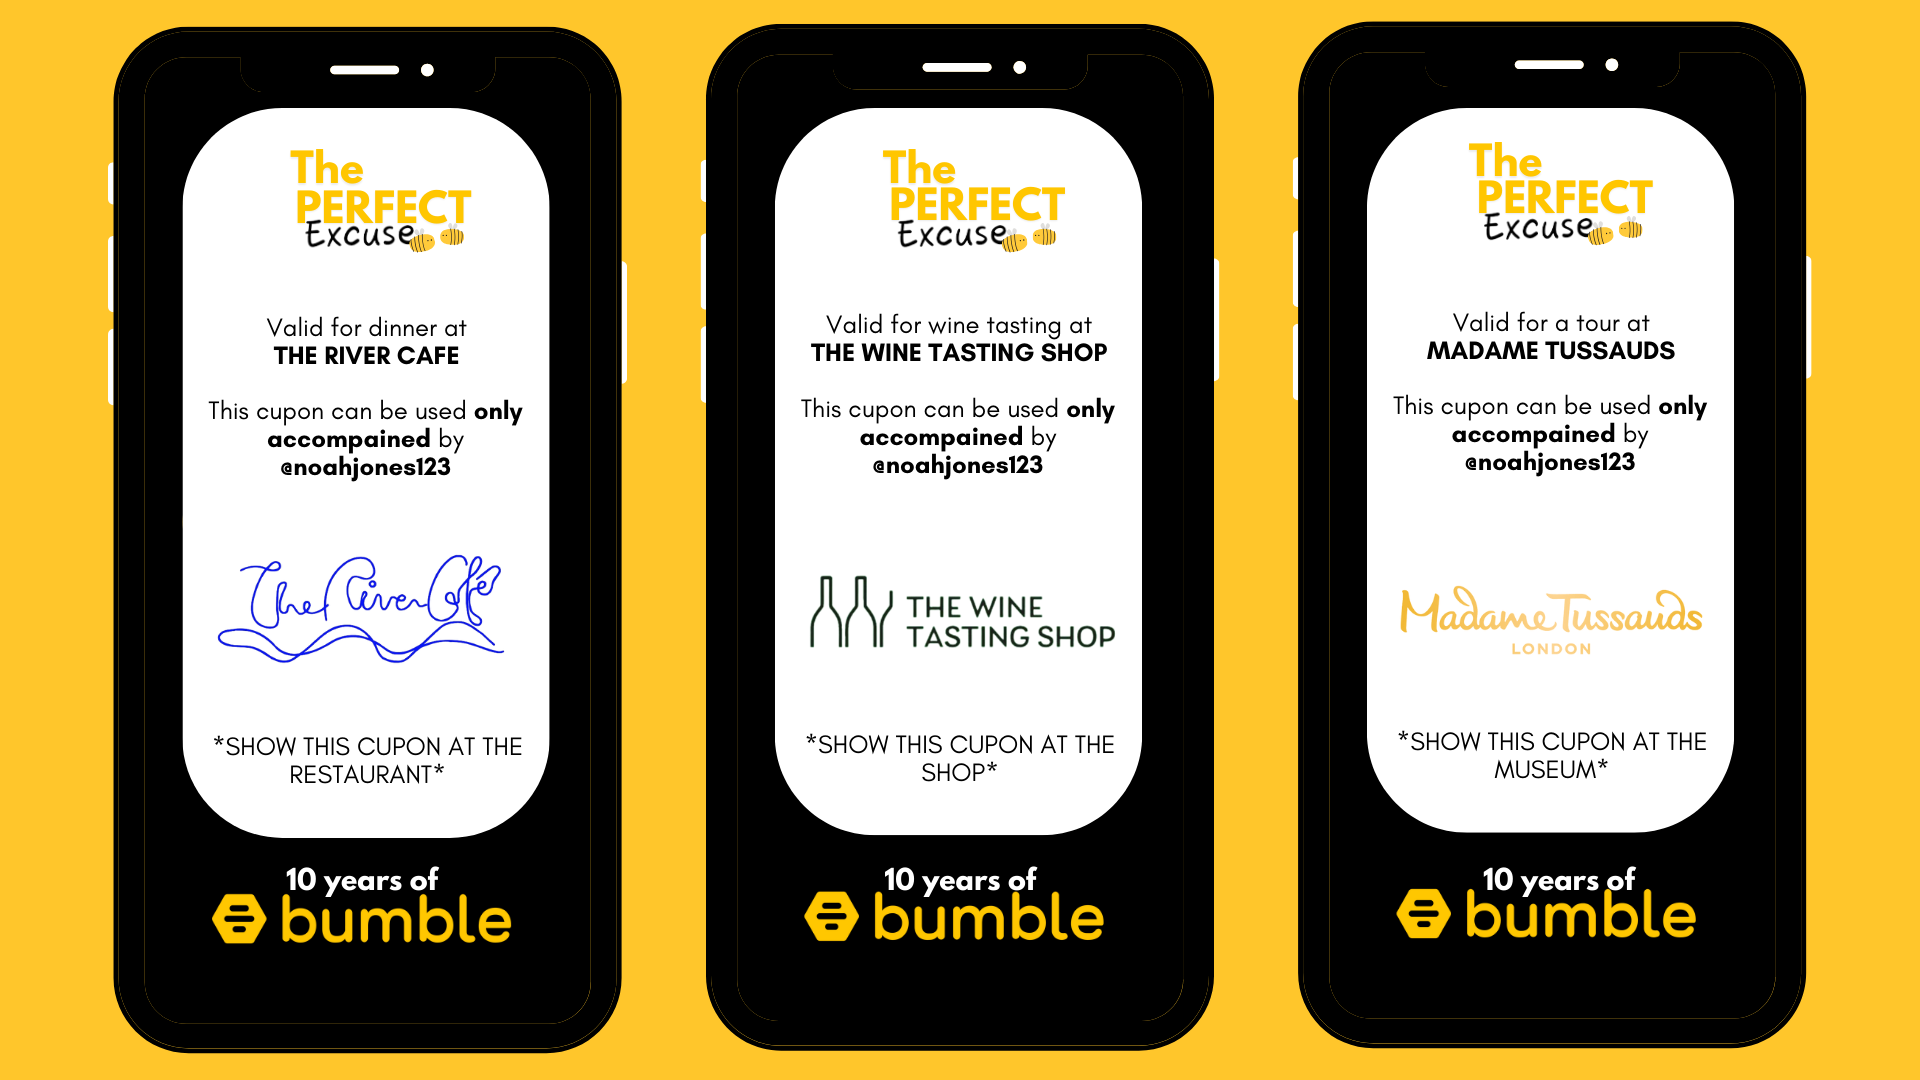 The
PERFECT
Excuse
Valid for dinner at
THE RIVER CAFE
This cupon can be used only
accompained by
@noahjones123
The River Café
*SHOW THIS CUPON AT THE
RESTAURANT*
10 years of
bumble
The
PERFECT
Excuse
Valid for wine tasting at
THE WINE TASTING SHOP
This cupon can be used only
accompained by
@noahjones123
THE WINE
TASTING SHOP
*SHOW THIS CUPON AT THE
SHOP*
10 years of
bumble
The
PERFECT
Excuse
Valid for a tour at
MADAME TUSSAUDS
This cupon can be used only
accompained by
@noahjones123
Madame Tussauds
LONDON
*SHOW THIS CUPON AT THE
MUSEUM*
10 years of
bumble